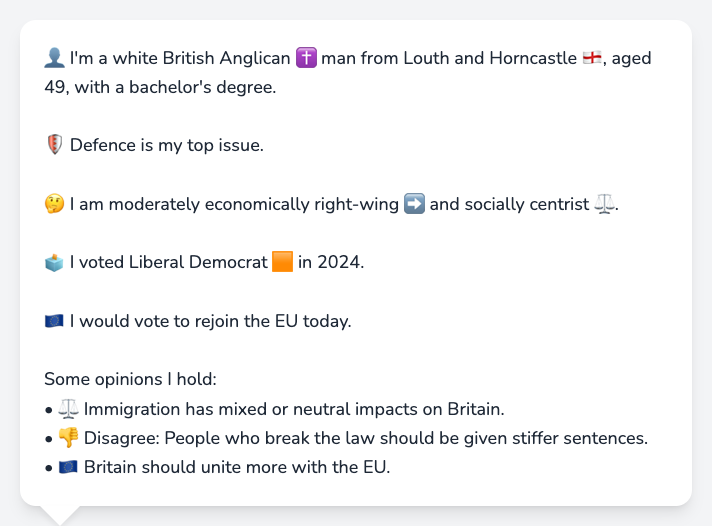 👤 I'm a white British Anglican ✝️ man from Louth and Horncastle 🏴󠁧󠁢󠁥󠁮󠁧󠁿, aged
49, with a bachelor's degree.
🛡️ Defence is my top issue.
🤔 I am moderately economically right-wing ➡️ and socially centrist ⚖️.
🗳️ I voted Liberal Democrat 🟧 in 2024.
🇪🇺 I would vote to rejoin the EU today.
Some opinions I hold:
• ⚖️ Immigration has mixed or neutral impacts on Britain.
• 👎 Disagree: People who break the law should be given stiffer sentences.
• 🇪🇺 Britain should unite more with the EU.